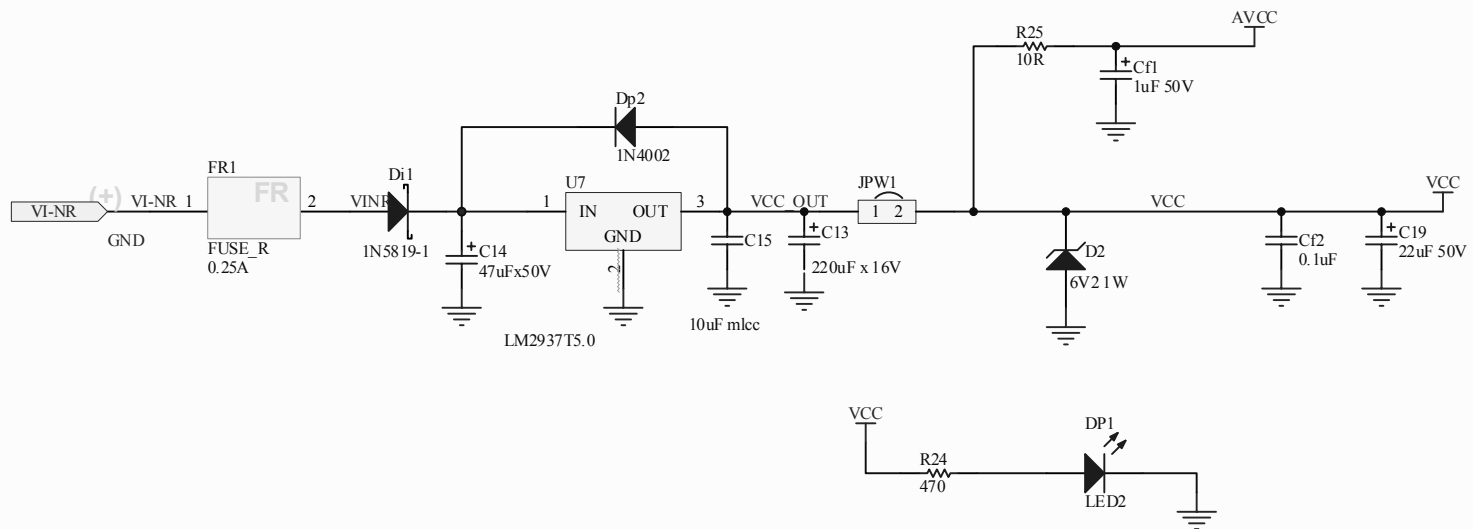 AVCC
R25
10R
+
Cf1
1uF 50V
Dp2
1N4002
FR1
FR
Di1
U7
JPW1
VCC
(+)
VI-NR
VI-NR 1
2
VINR
1
IN OUT
3
VCC_OUT
1 2
VCC
GND
GND
FUSE_R
0.25A
1N5819-1
+
C14
47uFx50V
2
C15
+
C13
220uF x 16V
D2
6V2 1W
Cf2
0.1uF
+
C19
22uF 50V
10uF mlcc
LM2937T5.0
VCC
DP1
R24
470
LED2